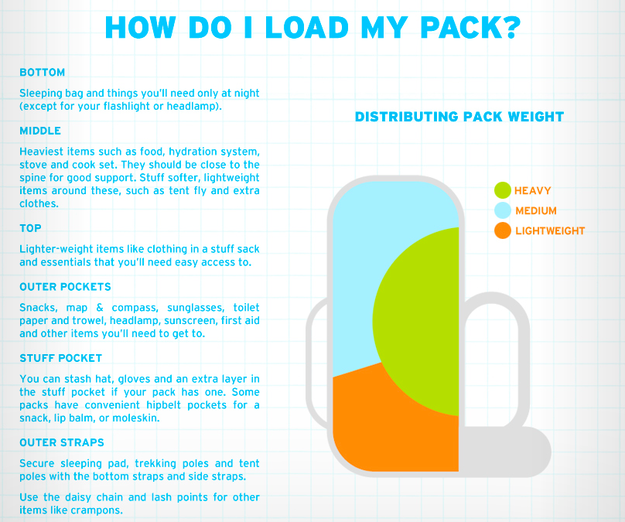 HOW DO I LOAD MY PACK?
BOTTOM
Sleeping bag and things you'll need only at night
(except for your flashlight or headlamp).
MIDDLE
Heaviest items such as food, hydration system,
stove and cook set. They should be close to the
spine for good support. Stuff softer, lightweight
items around these, such as tent fly and extra
clothes.
TOP
Lighter-weight items like clothing in a stuff sack
and essentials that you'll need easy access to.
OUTER POCKETS
Snacks, map & compass, sunglasses, toilet
paper and trowel, headlamp, sunscreen, first aid
and other items you'll need to get to.
STUFF POCKET
You can stash hat, gloves and an extra layer in
the stuff pocket if your pack has one. Some
packs have convenient hipbelt pockets for a
snack, lip balm, or moleskin.
OUTER STRAPS
Secure sleeping pad, trekking poles and tent
poles with the bottom straps and side straps.
Use the daisy chain and lash points for other
items like crampons.
DISTRIBUTING PACK WEIGHT
HEAVY
MEDIUM
LIGHTWEIGHT